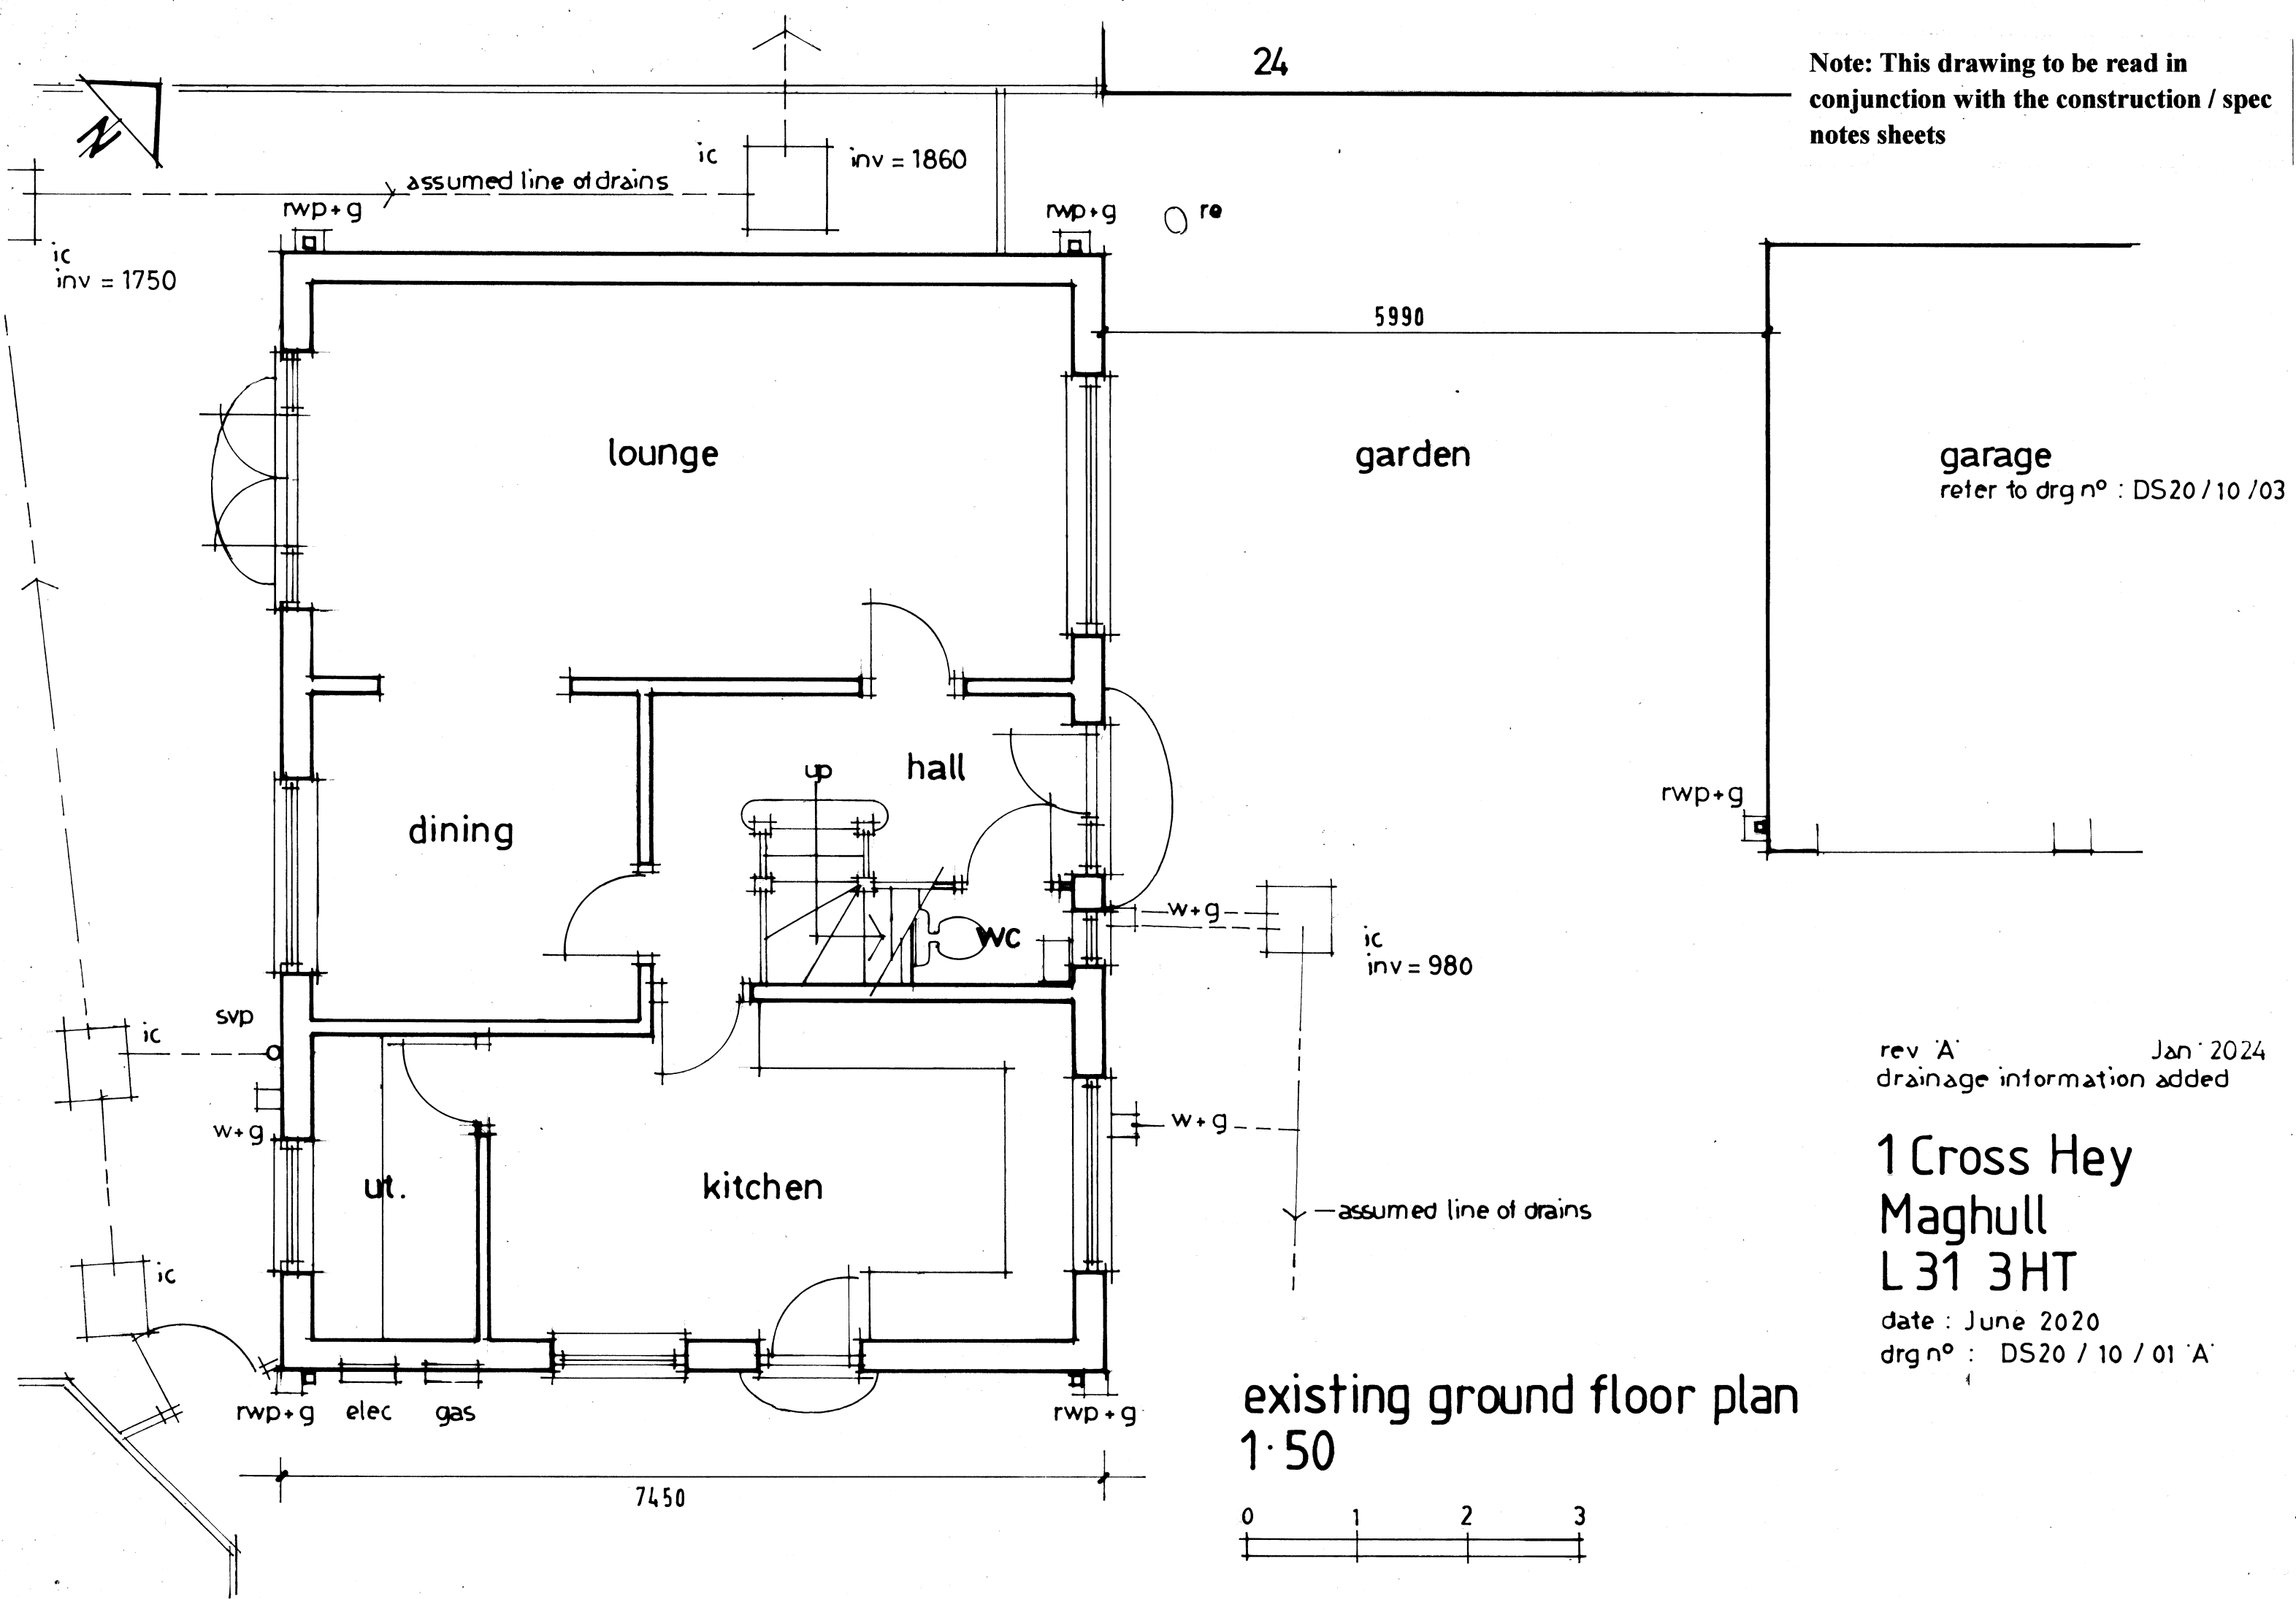 24
Note: This drawing to be read in
conjunction with the construction / spec
notes sheets
N
ic
inv = 1860
assumed line of drains
rwp+g
rwp+g
re
ic
inv = 1750
5990
lounge
garden
garage
refer to drg nº : DS20 / 10 / 03
up
hall
dining
rwp+g
w+g
wc
ic
inv = 980
svp
ic
w+g
w+g
ut.
kitchen
assumed line of drains
ic
rev 'A' Jan' 2024
drainage information added
1 Cross Hey
Maghull
L31 3HT
date : June 2020
drg nº : DS20 / 10 / 01 'A'
rwp+g elec gas
rwp+g
existing ground floor plan
1:50
7450
0 1 2 3